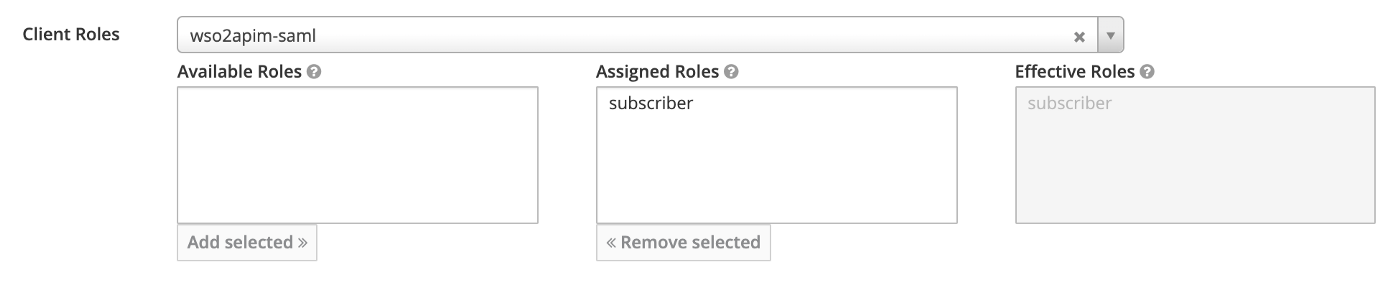 Client Roles wso2apim-saml
Available Roles Assigned Roles Effective Roles
subscriber subscriber
Add selected » « Remove selected